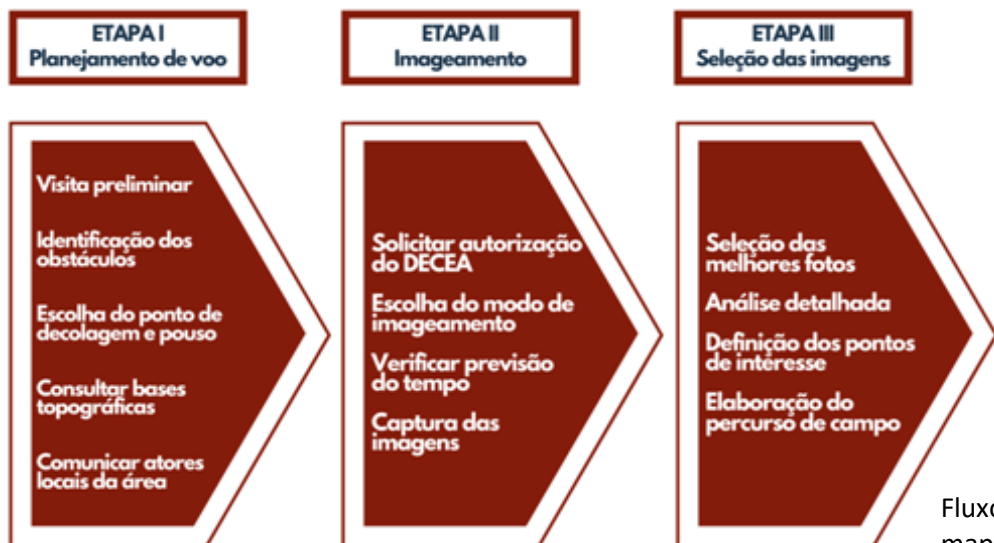 ETAPA I
Planejamento de voo
ETAPA II
Imageamento
ETAPA III
Seleção das imagens
Visita preliminar
Identificação dos
obstáculos
Escolha do ponto de
decolagem e pouso
Consultar bases
topográficas
Comunicar atores
locais da área
Solicitar autorização
do DECEA
Escolha do modo de
imageamento
Verificar previsão
do tempo
Captura das
imagens
Seleção das
melhores fotos
Análise detalhada
Definição dos pontos
de interesse
Elaboração do
percurso de campo